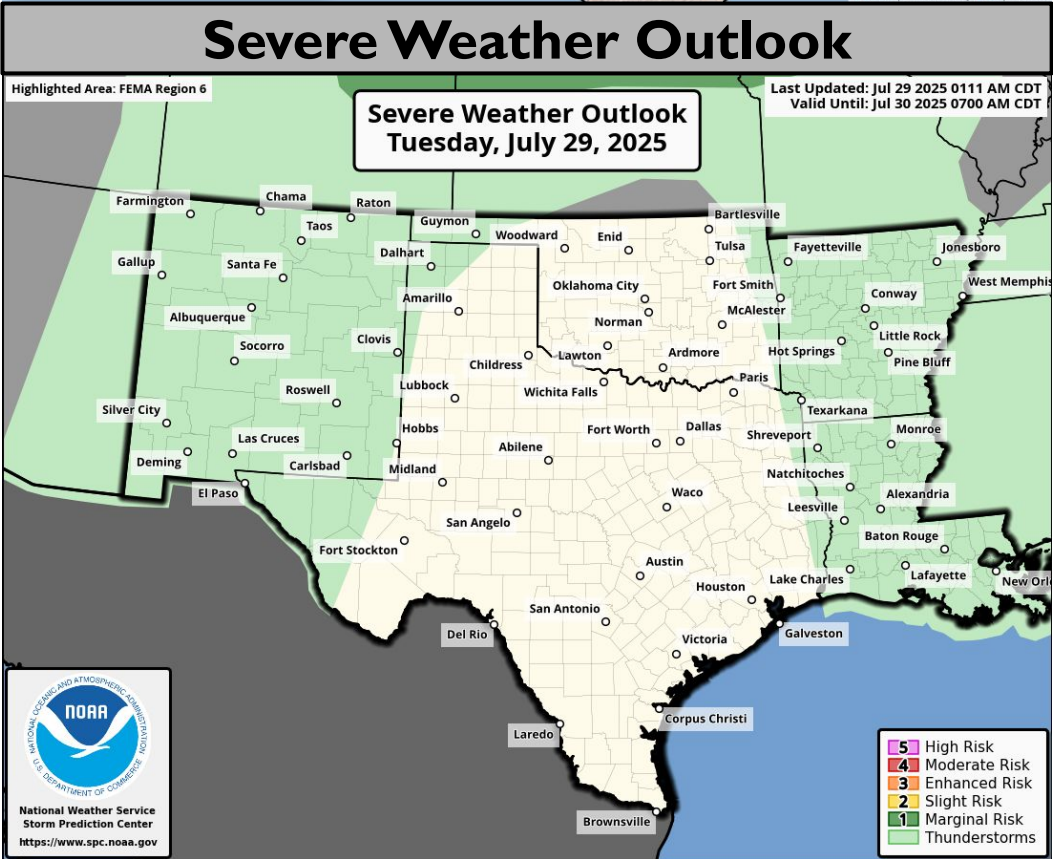 Severe Weather Outlook
Highlighted Area: FEMA Region 6
Last Updated: Jul 29 2025 0111 AM CDT
Valid Until: Jul 30 2025 0700 AM CDT
Severe Weather Outlook
Tuesday, July 29, 2025
Farmington
Chama
Raton
Taos
Guymon
Woodward
Enid
Bartlesville
Tulsa
Fayetteville
Jonesboro
Gallup
Santa Fe
Dalhart
Oklahoma City
Fort Smith
West Memphis
Albuquerque
Amarillo
Norman
McAlester
Conway
Little Rock
Socorro
Clovis
Childress
Lawton
Ardmore
Hot Springs
Pine Bluff
Roswell
Lubbock
Wichita Falls
Paris
Texarkana
Silver City
Hobbs
Fort Worth
Dallas
Shreveport
Monroe
Las Cruces
Abilene
Deming
Carlsbad
Midland
Natchitoches
El Paso
Waco
Alexandria
San Angelo
Leesville
Fort Stockton
Baton Rouge
Austin
Houston
Lake Charles
Lafayette
New Orl
San Antonio
Del Rio
Victoria
Galveston
Laredo
Corpus Christi
Brownsville
NATIONAL OCEANIC AND ATMOSPHERIC ADMINISTRATION
NOAA
U.S. DEPARTMENT OF COMMERCE
National Weather Service
Storm Prediction Center
https://www.spc.noaa.gov
5 High Risk
4 Moderate Risk
3 Enhanced Risk
2 Slight Risk
1 Marginal Risk
Thunderstorms